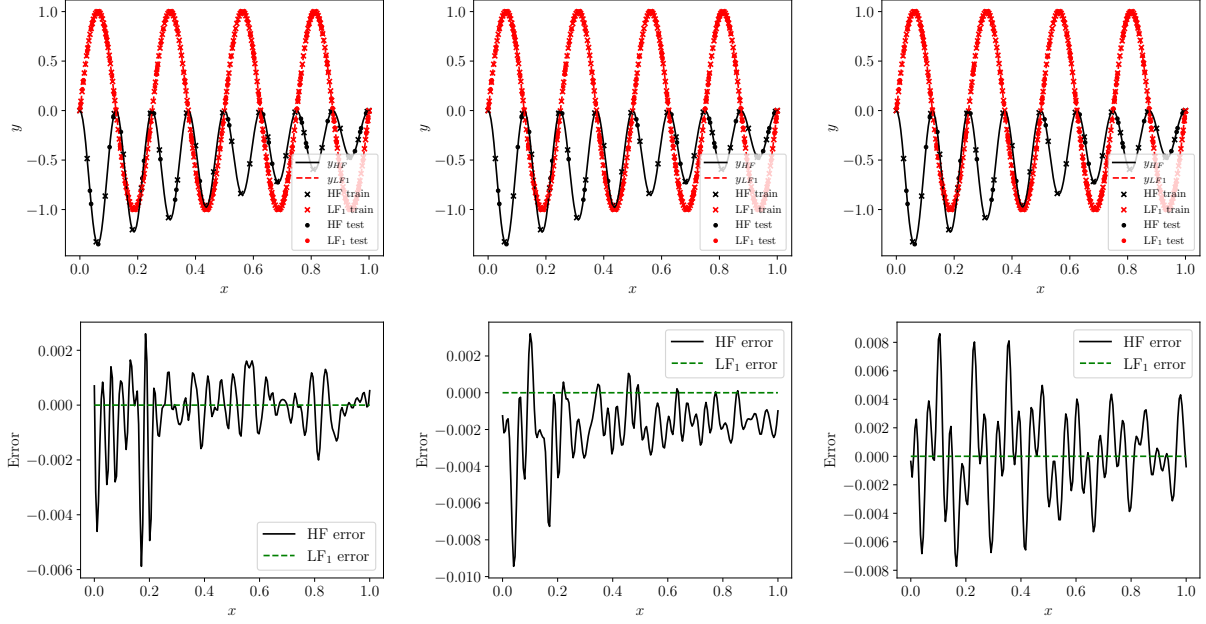 1.0
0.5
0.0
−0.5
−1.0
y
0.0 0.2 0.4 0.6 0.8 1.0
x
y_HF
y_LF1
HF train
LF₁ train
HF test
LF₁ test
1.0
0.5
0.0
−0.5
−1.0
y
0.0 0.2 0.4 0.6 0.8 1.0
x
y_HF
y_LF1
HF train
LF₁ train
HF test
LF₁ test
1.0
0.5
0.0
−0.5
−1.0
y
0.0 0.2 0.4 0.6 0.8 1.0
x
y_HF
y_LF1
HF train
LF₁ train
HF test
LF₁ test
0.002
0.000
−0.002
−0.004
−0.006
Error
0.0 0.2 0.4 0.6 0.8 1.0
x
HF error
LF₁ error
0.002
0.000
−0.002
−0.004
−0.006
−0.008
−0.010
Error
0.0 0.2 0.4 0.6 0.8 1.0
x
HF error
LF₁ error
0.008
0.006
0.004
0.002
0.000
−0.002
−0.004
−0.006
−0.008
Error
0.0 0.2 0.4 0.6 0.8 1.0
x
HF error
LF₁ error